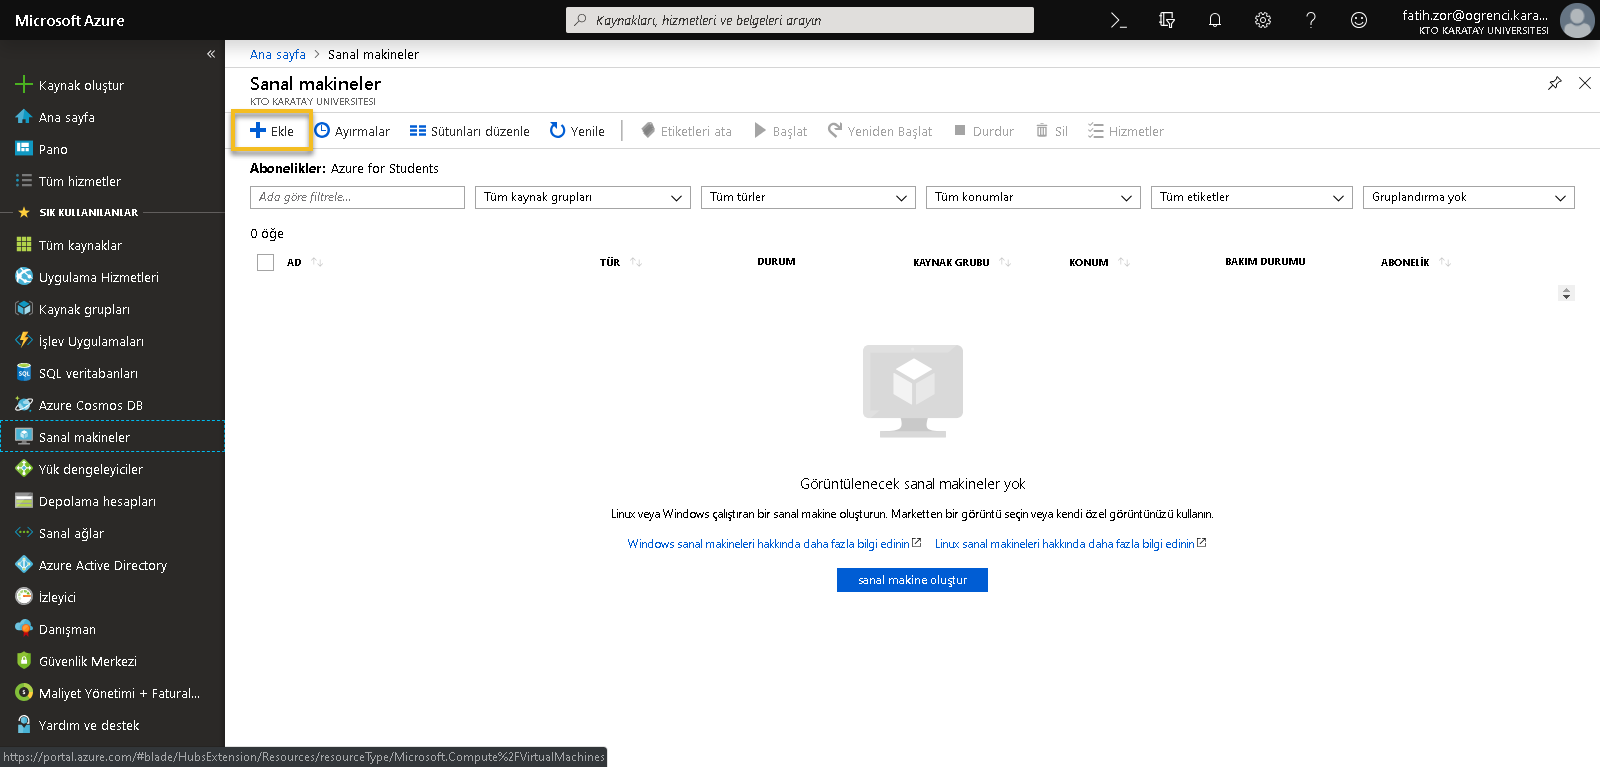 Microsoft Azure
Kaynakları, hizmetleri ve belgeleri arayın
fatih.zor@ogrenci.kara...
KTO KARATAY UNIVERSITESI
«
Kaynak oluştur
Ana sayfa
Pano
Tüm hizmetler
SIK KULLANILANLAR
Tüm kaynaklar
Uygulama Hizmetleri
Kaynak grupları
İşlev Uygulamaları
SQL veritabanları
Azure Cosmos DB
Sanal makineler
Yük dengeleyiciler
Depolama hesapları
Sanal ağlar
Azure Active Directory
İzleyici
Danışman
Güvenlik Merkezi
Maliyet Yönetimi + Fatural...
Yardım ve destek
Ana sayfa > Sanal makineler
Sanal makineler
KTO KARATAY UNIVERSITESI
Ekle Ayırmalar Sütunları düzenle Yenile Etiketleri ata Başlat Yeniden Başlat Durdur Sil Hizmetler
Abonelikler: Azure for Students
Ada göre filtrele... Tüm kaynak grupları Tüm türler Tüm konumlar Tüm etiketler Gruplandırma yok
0 öğe
AD TÜR DURUM KAYNAK GRUBU KONUM BAKIM DURUMU ABONELİK
Görüntülenecek sanal makineler yok
Linux veya Windows çalıştıran bir sanal makine oluşturun. Marketten bir görüntü seçin veya kendi özel görüntünüzü kullanın.
Windows sanal makineleri hakkında daha fazla bilgi edinin Linux sanal makineleri hakkında daha fazla bilgi edinin
sanal makine oluştur
https://portal.azure.com/#blade/HubsExtension/Resources/resourceType/Microsoft.Compute%2FVirtualMachines